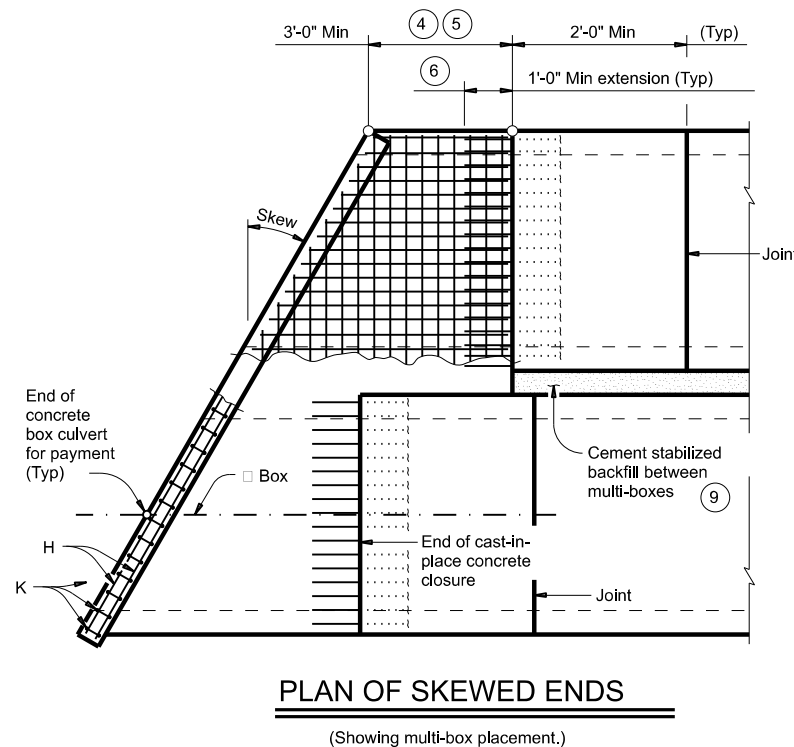 3'-0" Min
4 5
2'-0" Min
(Typ)
6
1'-0" Min extension (Typ)
Skew
Joint
End of
concrete
box culvert
for payment
(Typ)
□ Box
Cement stabilized
backfill between
multi-boxes
9
H
K
End of cast-in-
place concrete
closure
Joint
PLAN OF SKEWED ENDS
(Showing multi-box placement.)